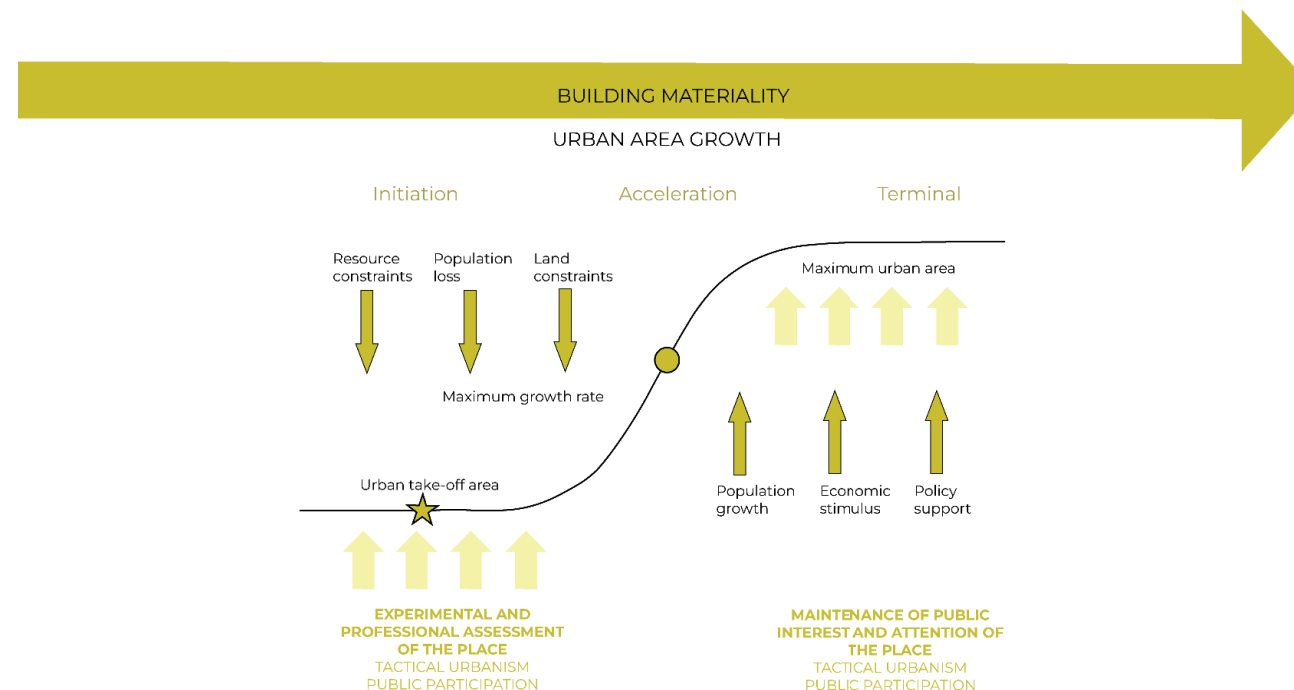 BUILDING MATERIALITY
URBAN AREA GROWTH
Initiation
Acceleration
Terminal
Resource
constraints
Population
loss
Land
constraints
Maximum urban area
Maximum growth rate
Urban take-off area
Population
growth
Economic
stimulus
Policy
support
EXPERIMENTAL AND
PROFESSIONAL ASSESSMENT
OF THE PLACE
TACTICAL URBANISM
PUBLIC PARTICIPATION
MAINTENANCE OF PUBLIC
INTEREST AND ATTENTION OF
THE PLACE
TACTICAL URBANISM
PUBLIC PARTICIPATION